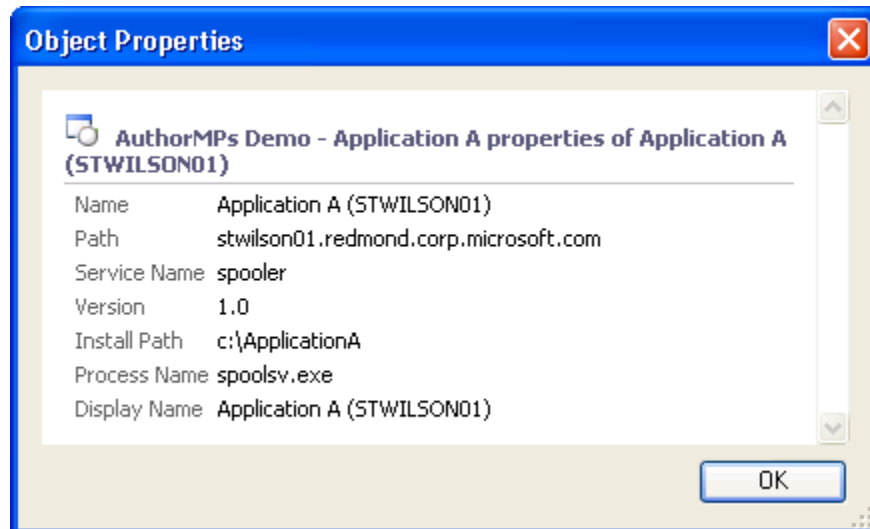 Object Properties
AuthorMPs Demo - Application A properties of Application A
(STWILSON01)
Name Application A (STWILSON01)
Path stwilson01.redmond.corp.microsoft.com
Service Name spooler
Version 1.0
Install Path c:\ApplicationA
Process Name spoolsv.exe
Display Name Application A (STWILSON01)
OK